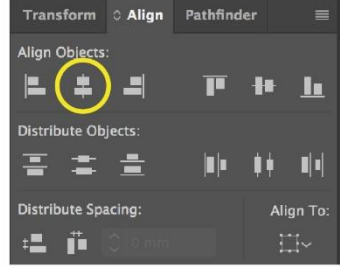 Transform Align Pathfinder
Align Objects:
Distribute Objects:
Distribute Spacing: Align To:
0 mm